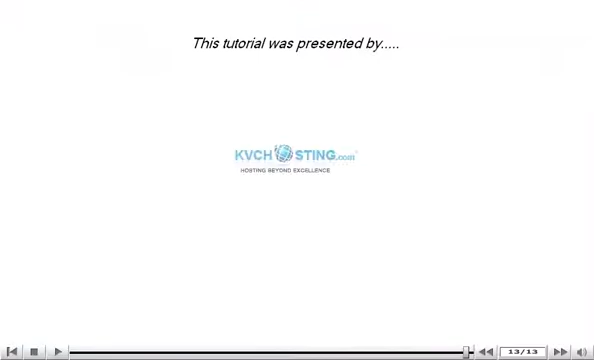 This tutorial was presented by.....
KVCHOSTING.com
HOSTING BEYOND EXCELLENCE
13/13